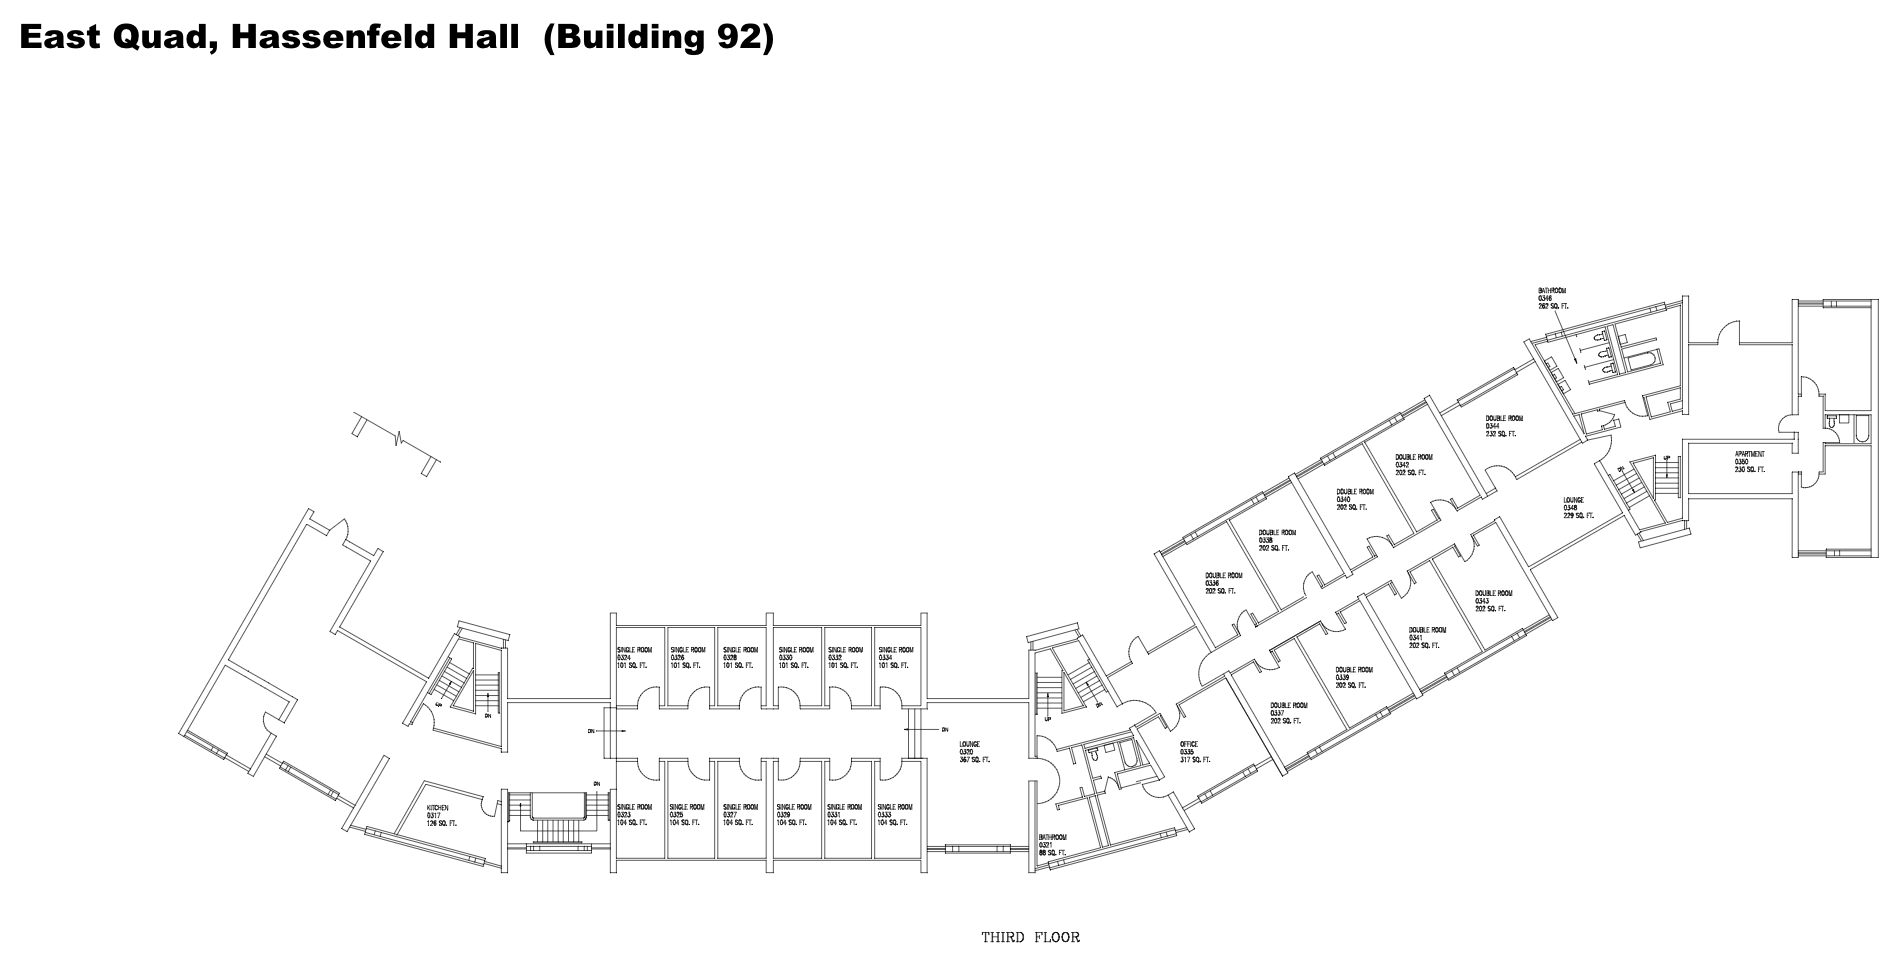 East Quad, Hassenfeld Hall (Building 92)
BATHROOM
0346
262 SQ. FT.
DOUBLE ROOM
0344
232 SQ. FT.
DOUBLE ROOM
0342
202 SQ. FT.
DOUBLE ROOM
0340
202 SQ. FT.
DOUBLE ROOM
0338
202 SQ. FT.
DOUBLE ROOM
0336
202 SQ. FT.
APARTMENT
0350
230 SQ. FT.
DN
UP
LOUNGE
0348
229 SQ. FT.
DOUBLE ROOM
0343
202 SQ. FT.
DOUBLE ROOM
0341
202 SQ. FT.
DOUBLE ROOM
0339
202 SQ. FT.
DOUBLE ROOM
0337
202 SQ. FT.
OFFICE
0335
317 SQ. FT.
SINGLE ROOM
0324
101 SQ. FT.
SINGLE ROOM
0326
101 SQ. FT.
SINGLE ROOM
0328
101 SQ. FT.
SINGLE ROOM
0330
101 SQ. FT.
SINGLE ROOM
0332
101 SQ. FT.
SINGLE ROOM
0334
101 SQ. FT.
UP
DN
UP
DN
DN
DN
LOUNGE
0320
367 SQ. FT.
DN
KITCHEN
0317
126 SQ. FT.
SINGLE ROOM
0323
104 SQ. FT.
SINGLE ROOM
0325
104 SQ. FT.
SINGLE ROOM
0327
104 SQ. FT.
SINGLE ROOM
0329
104 SQ. FT.
SINGLE ROOM
0331
104 SQ. FT.
SINGLE ROOM
0333
104 SQ. FT.
BATHROOM
0321
88 SQ. FT.
THIRD FLOOR